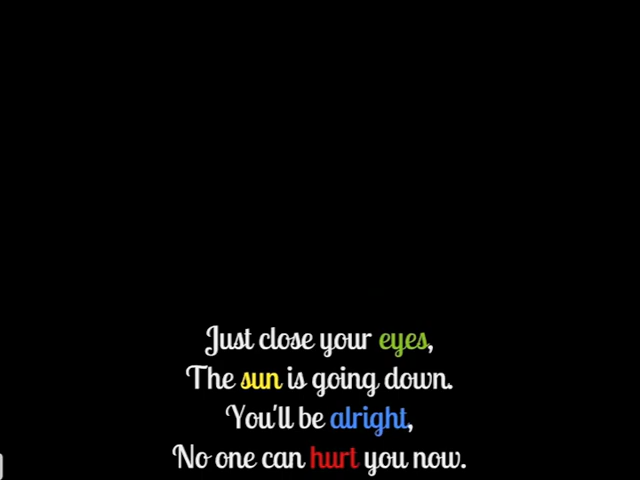 Just close your eyes,
The sun is going down.
You'll be alright,
No one can hurt you now.